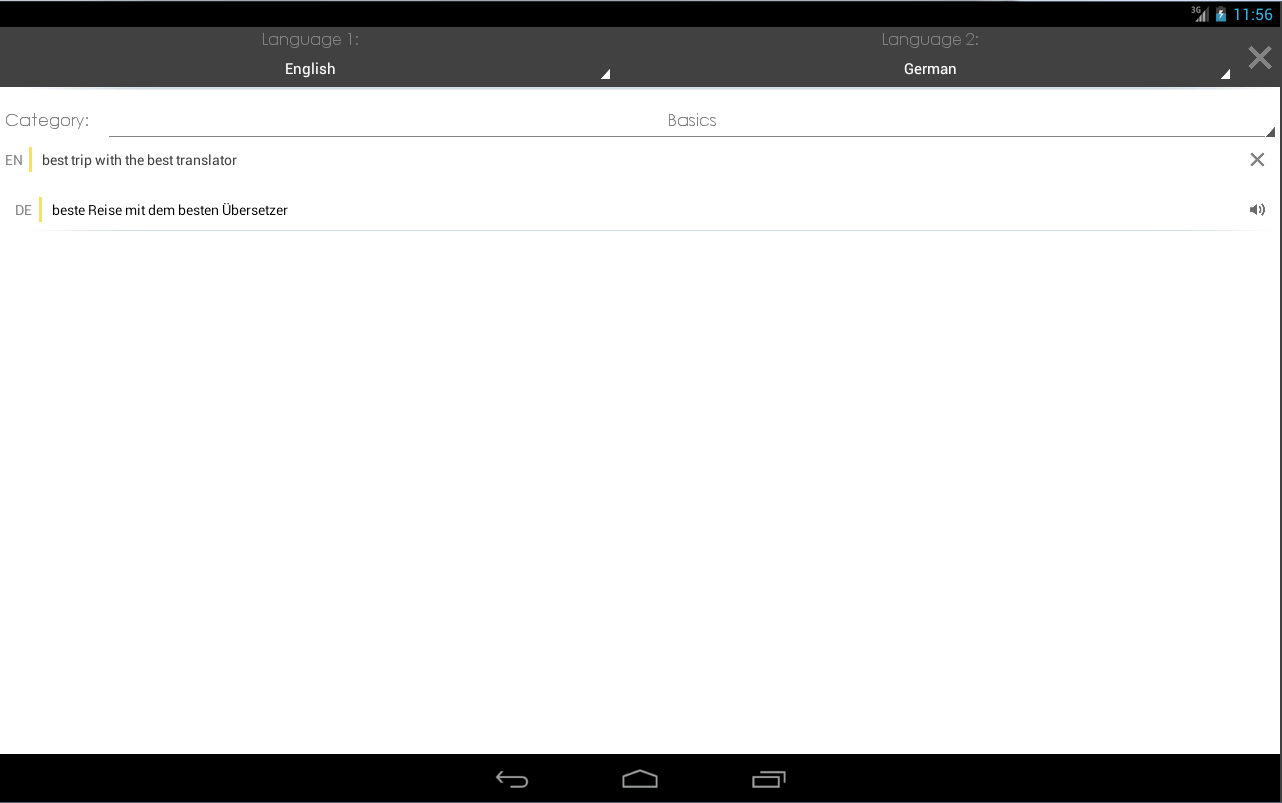 3G 11:56
Language 1: Language 2:
English German
Category: Basics
EN best trip with the best translator
DE beste Reise mit dem besten Übersetzer